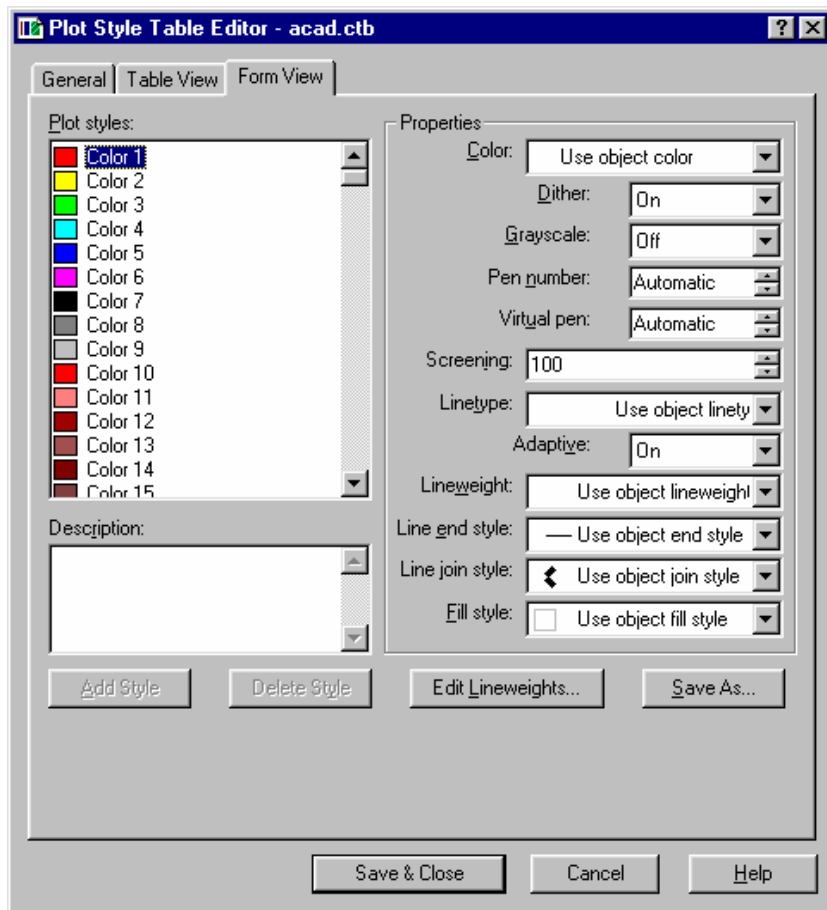 Plot Style Table Editor - acad.ctb
General
Table View
Form View
Plot styles:
Color 1
Color 2
Color 3
Color 4
Color 5
Color 6
Color 7
Color 8
Color 9
Color 10
Color 11
Color 12
Color 13
Color 14
Color 15
Description:
Add Style
Delete Style
Properties
Color: Use object color
Dither: On
Grayscale: Off
Pen number: Automatic
Virtual pen: Automatic
Screening: 100
Linetype: Use object linety
Adaptive: On
Lineweight: Use object lineweight
Line end style: Use object end style
Line join style: Use object join style
Fill style: Use object fill style
Edit Lineweights...
Save As...
Save & Close
Cancel
Help